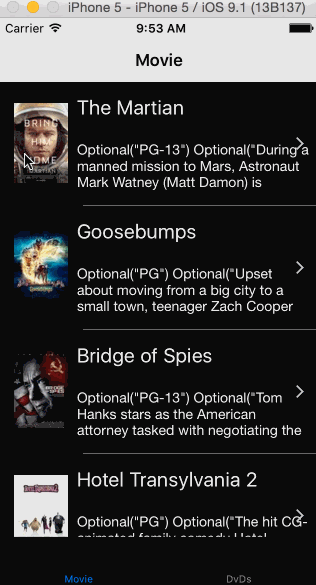 iPhone 5 - iPhone 5 / iOS 9.1 (13B137)
Carrier 9:53 AM
Movie
The Martian
BRING
HIM
HOME
MARTIAN
Optional("PG-13") Optional("During a
manned mission to Mars, Astronaut
Mark Watney (Matt Damon) is
Goosebumps
Optional("PG") Optional("Upset
about moving from a big city to a
small town, teenager Zach Cooper
Bridge of Spies
BRIDGE
SPIES
Optional("PG-13") Optional("Tom
Hanks stars as the American
attorney tasked with negotiating the
Hotel Transylvania 2
Optional("PG") Optional("The hit CG-
animated family comedy Hotel
Movie DvDs